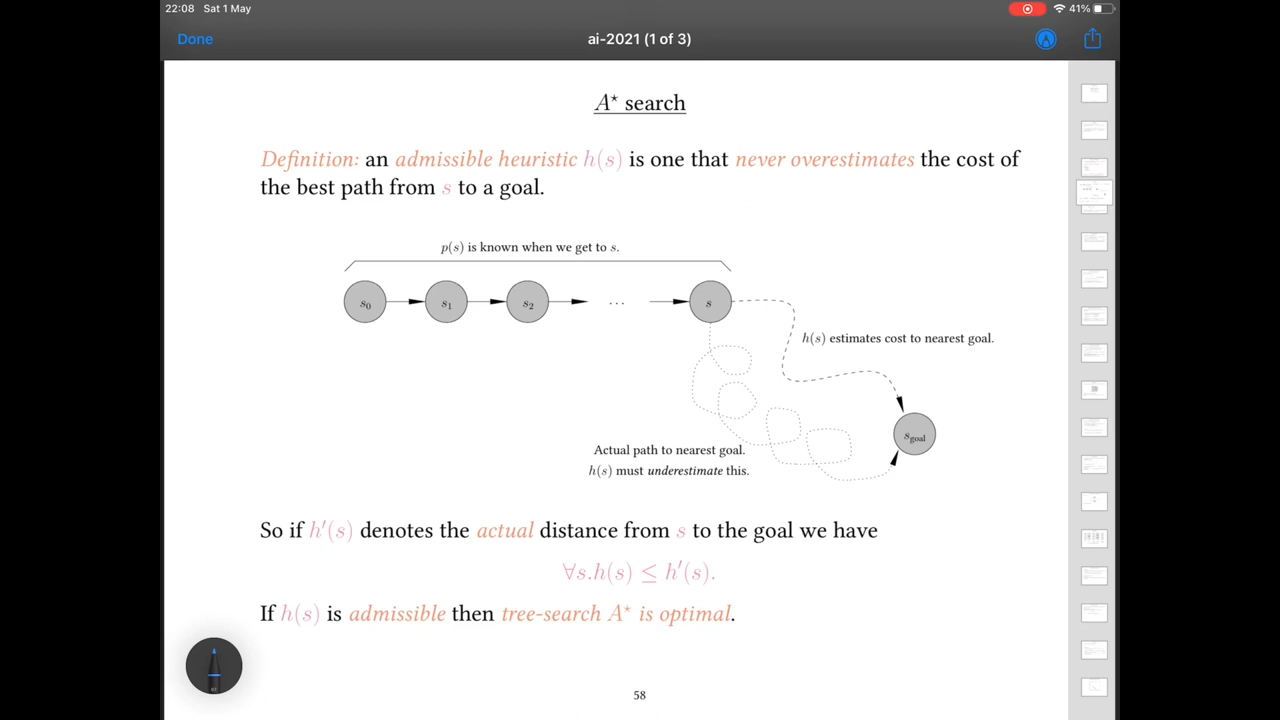 22:08 Sat 1 May
41%
Done
ai-2021 (1 of 3)
A* search
Definition: an admissible heuristic h(s) is one that never overestimates the cost of
the best path from s to a goal.
p(s) is known when we get to s.
s₀ s₁ s₂ ... s
h(s) estimates cost to nearest goal.
s_goal
Actual path to nearest goal.
h(s) must underestimate this.
So if h′(s) denotes the actual distance from s to the goal we have
∀s.h(s) ≤ h′(s).
If h(s) is admissible then tree-search A* is optimal.
58